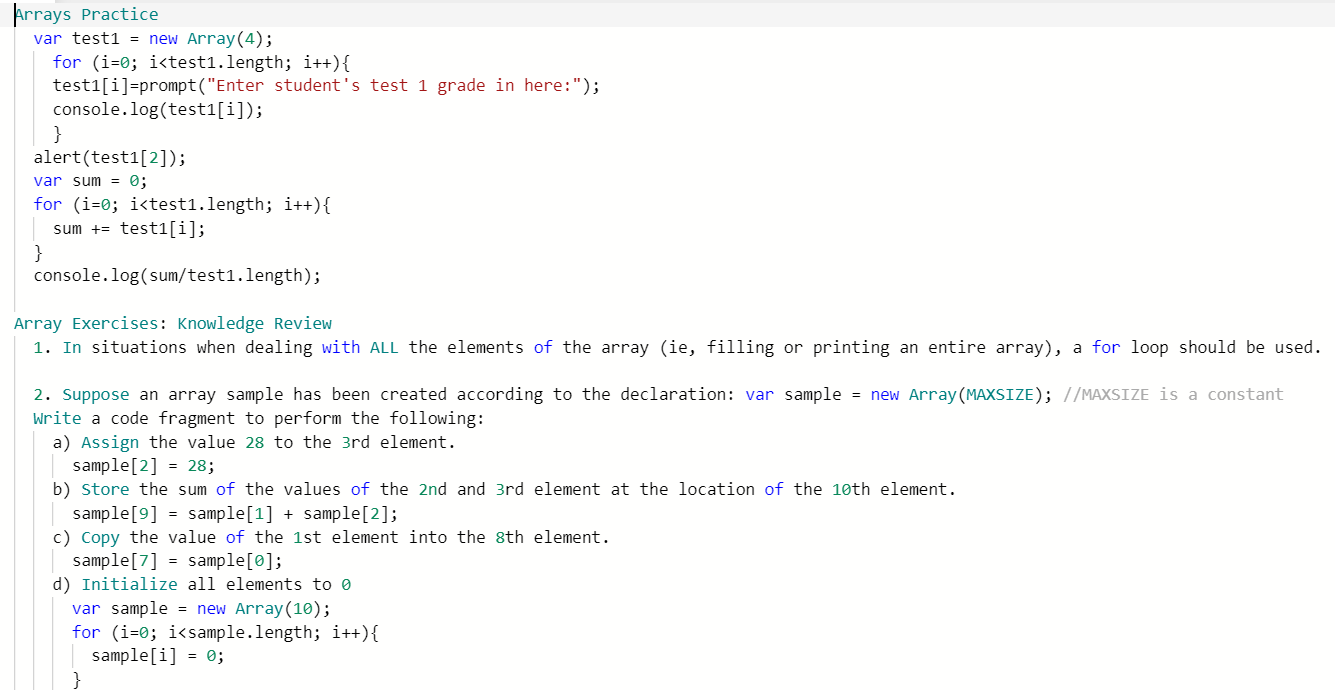 Arrays Practice
var test1 = new Array(4);
for (i=0; i<test1.length; i++){
test1[i]=prompt("Enter student's test 1 grade in here:");
console.log(test1[i]);
}
alert(test1[2]);
var sum = 0;
for (i=0; i<test1.length; i++){
sum += test1[i];
}
console.log(sum/test1.length);
Array Exercises: Knowledge Review
1. In situations when dealing with ALL the elements of the array (ie, filling or printing an entire array), a for loop should be used.
2. Suppose an array sample has been created according to the declaration: var sample = new Array(MAXSIZE); //MAXSIZE is a constant
Write a code fragment to perform the following:
a) Assign the value 28 to the 3rd element.
sample[2] = 28;
b) Store the sum of the values of the 2nd and 3rd element at the location of the 10th element.
sample[9] = sample[1] + sample[2];
c) Copy the value of the 1st element into the 8th element.
sample[7] = sample[0];
d) Initialize all elements to 0
var sample = new Array(10);
for (i=0; i<sample.length; i++){
sample[i] = 0;
}